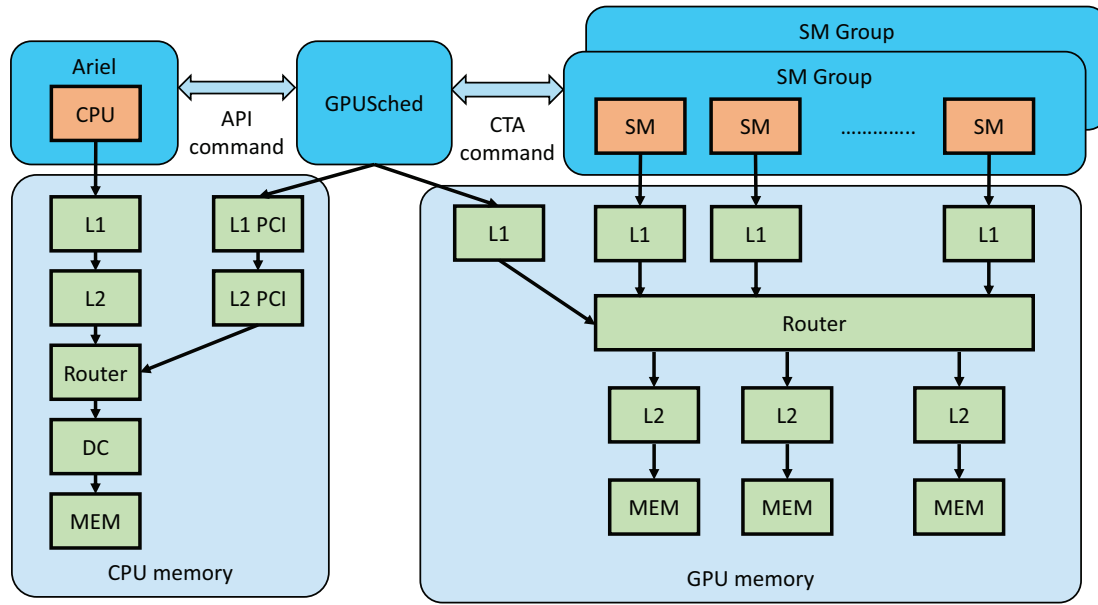 SM Group
SM Group
Ariel
CPU
GPUSched
API
command
CTA
command
SM
SM
…………..
SM
L1
L1 PCI
L1
L1
L1
L1
L2
L2 PCI
Router
Router
DC
L2
L2
L2
MEM
MEM
MEM
MEM
CPU memory
GPU memory